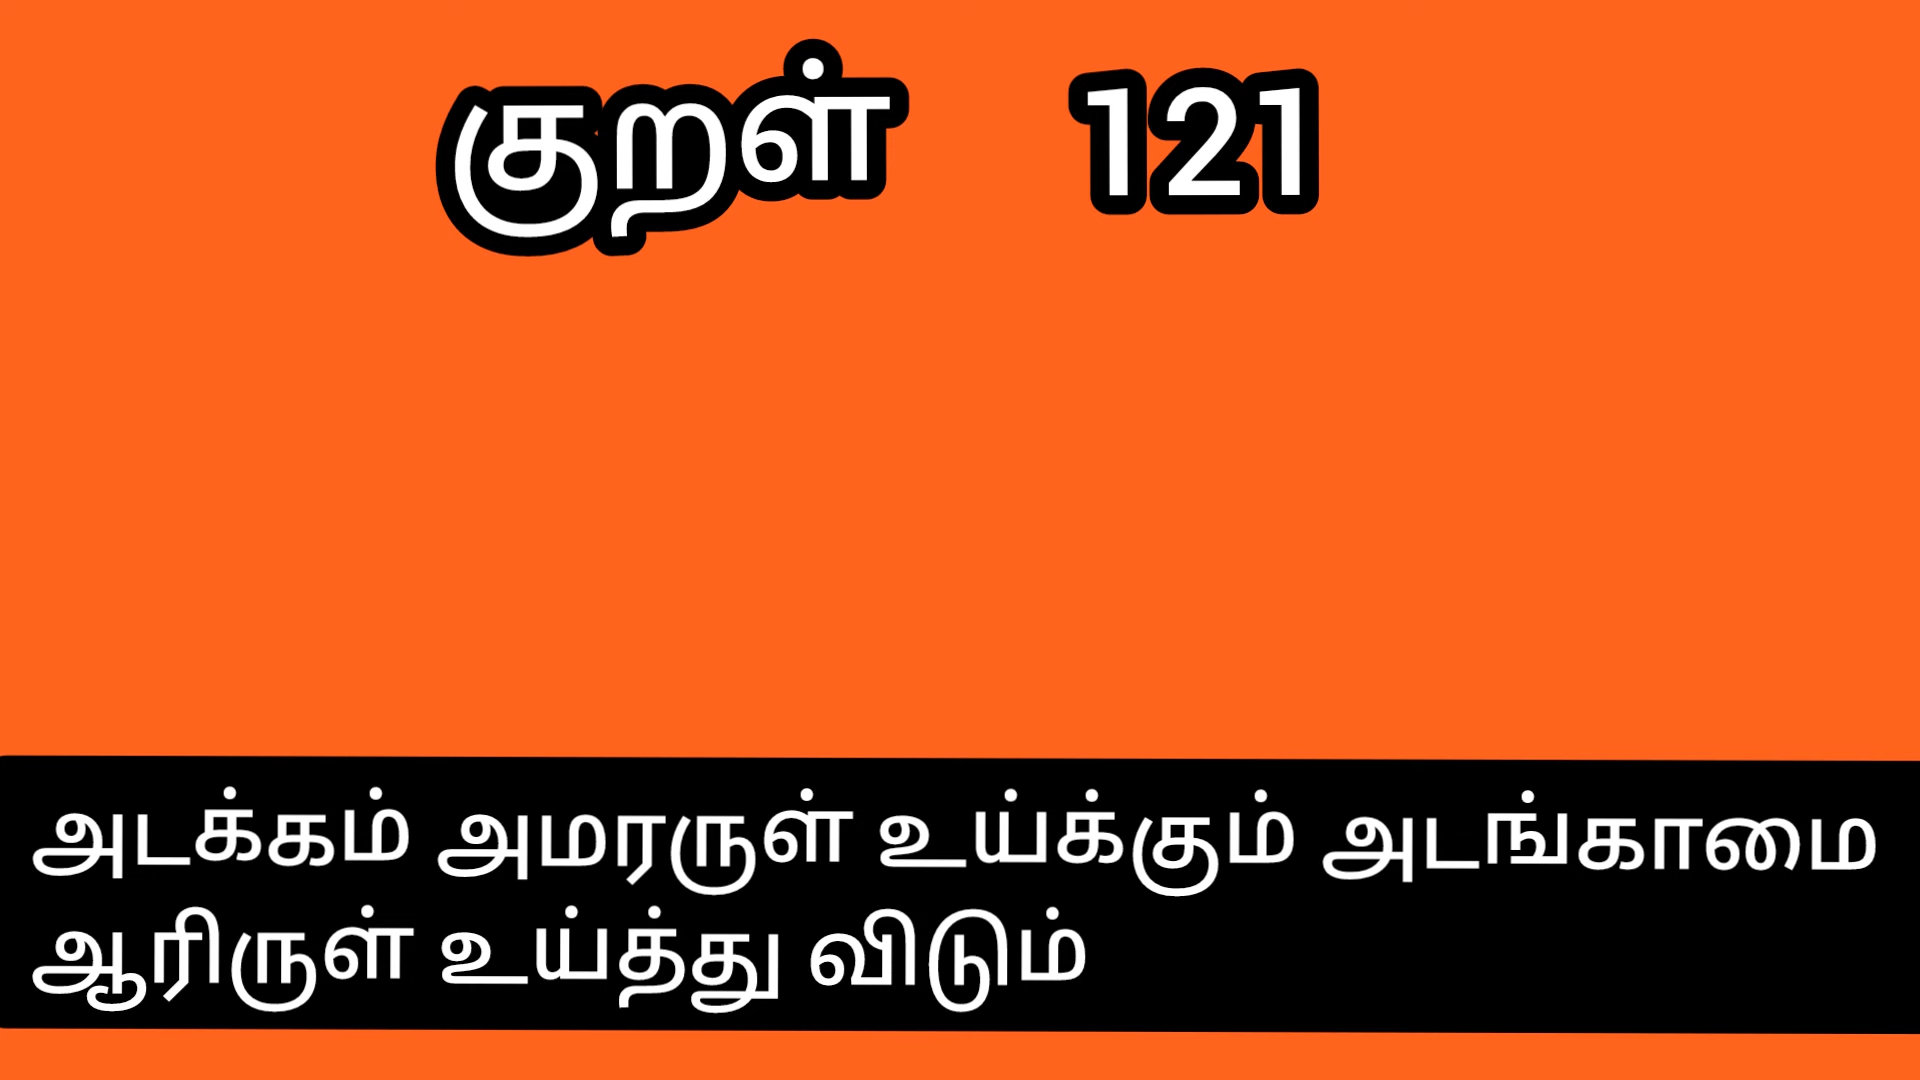 குறள் 121
அடக்கம் அமரருள் உய்க்கும் அடங்காமை
ஆரிருள் உய்த்து விடும்